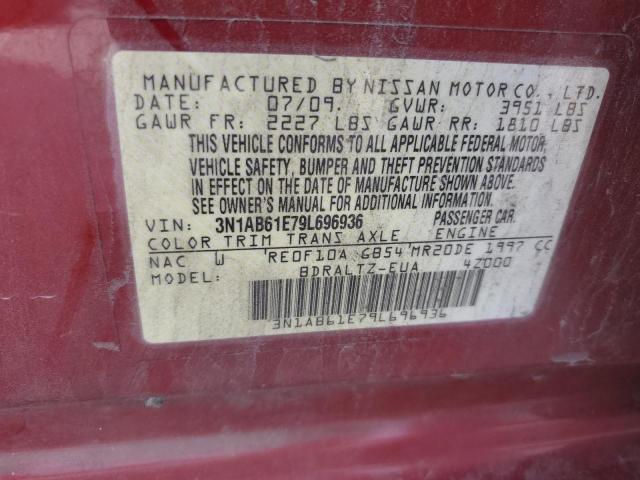 MANUFACTURED BY NISSAN MOTOR CO., LTD.
DATE: 07/09. GVWR: 3951 LBS
GAWR FR: 2227 LBS GAWR RR: 1810 LBS
THIS VEHICLE CONFORMS TO ALL APPLICABLE FEDERAL MOTOR
VEHICLE SAFETY, BUMPER AND THEFT PREVENTION STANDARDS
IN EFFECT ON THE DATE OF MANUFACTURE SHOWN ABOVE.
SEE OWNER'S MANUAL FOR ADDITIONAL INFORMATION.
VIN: 3N1AB61E79L696936 PASSENGER CAR.
COLOR TRIM TRANS AXLE ENGINE
NAC W RE0F10A GB54 MR20DE 1997 CC
MODEL: BDRALTZ-EUA 4Z000
3N1AB61E79L696936